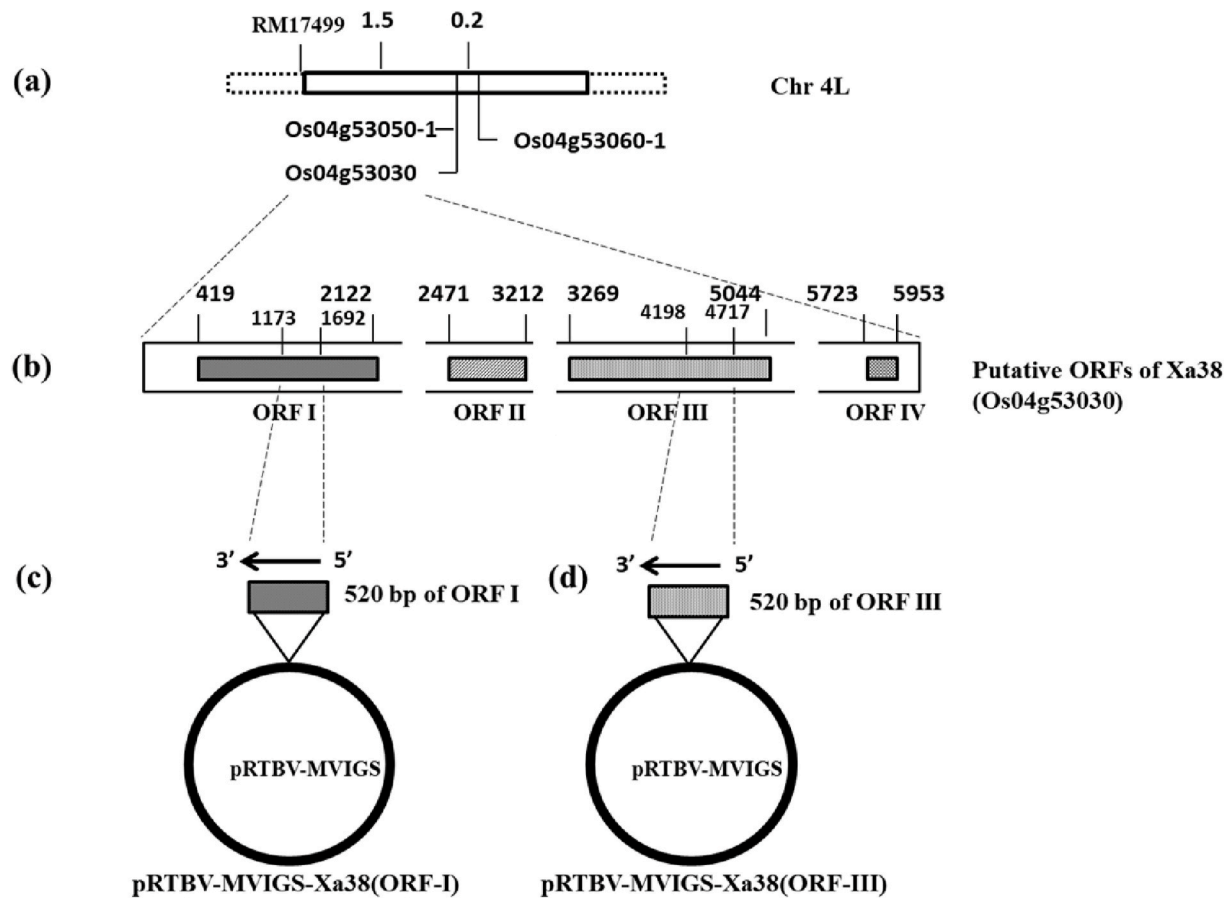 RM17499 1.5 0.2
(a)
Chr 4L
Os04g53050-1
Os04g53060-1
Os04g53030
419 2122 2471 3212 3269 5044 5723 5953
1173 1692 4198 4717
(b)
Putative ORFs of Xa38
(Os04g53030)
ORF I ORF II ORF III ORF IV
(c)
3’ 5’
520 bp of ORF I
pRTBV-MVIGS
pRTBV-MVIGS-Xa38(ORF-I)
(d)
3’ 5’
520 bp of ORF III
pRTBV-MVIGS
pRTBV-MVIGS-Xa38(ORF-III)